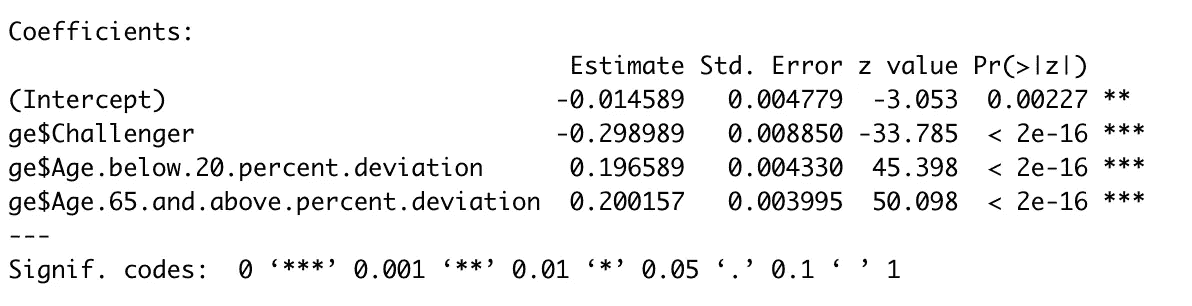 Coefficients:
Estimate Std. Error z value Pr(>|z|)
(Intercept) -0.014589 0.004779 -3.053 0.00227 **
ge$Challenger -0.298989 0.008850 -33.785 < 2e-16 ***
ge$Age.below.20.percent.deviation 0.196589 0.004330 45.398 < 2e-16 ***
ge$Age.65.and.above.percent.deviation 0.200157 0.003995 50.098 < 2e-16 ***
---
Signif. codes: 0 ‘***’ 0.001 ‘**’ 0.01 ‘*’ 0.05 ‘.’ 0.1 ‘ ’ 1